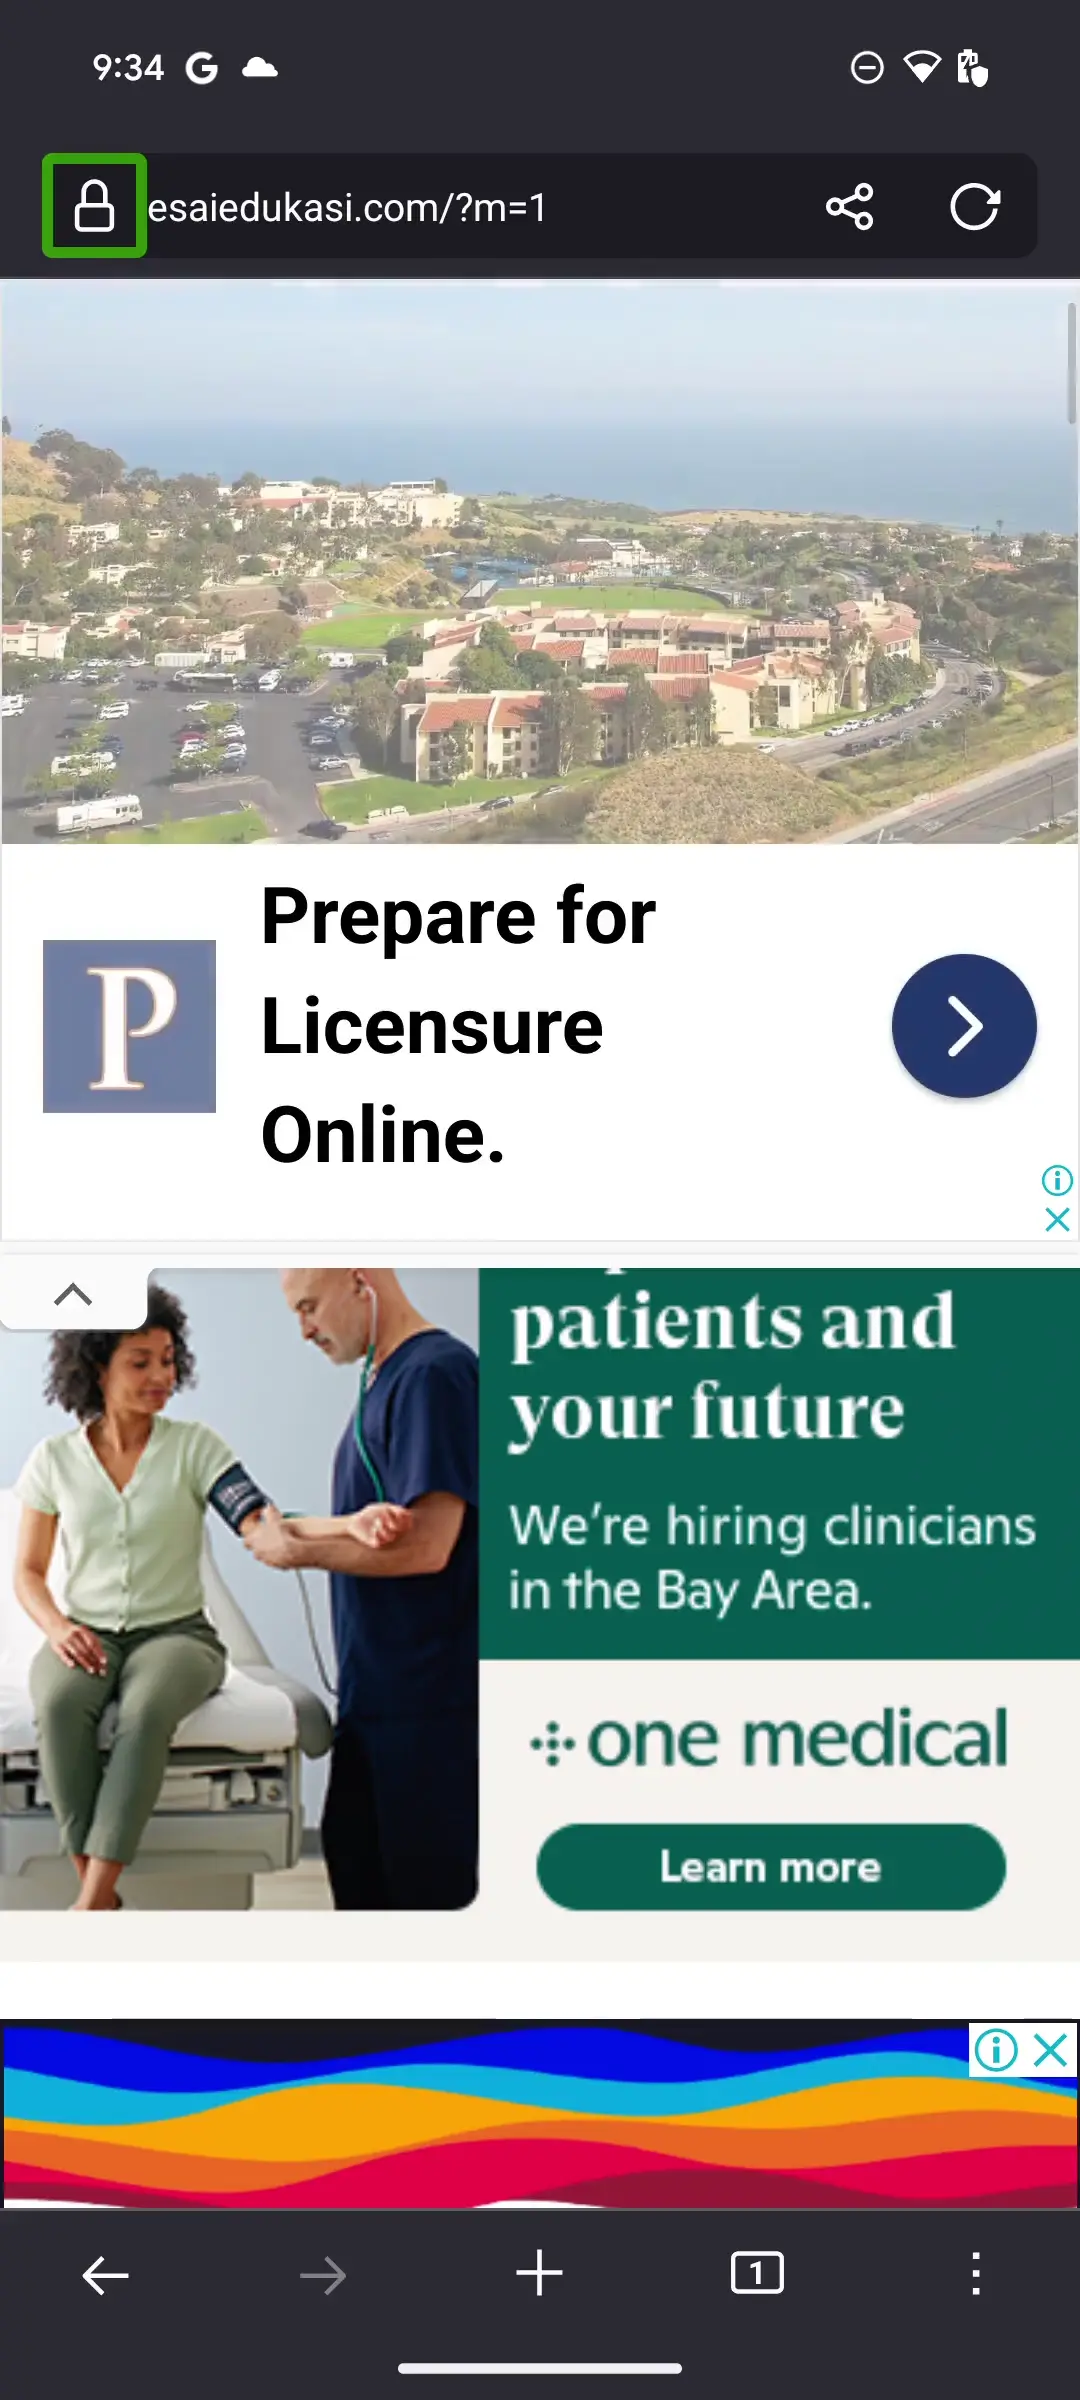 9:34
esaiedukasi.com/?m=1
P
Prepare for
Licensure
Online.
patients and
your future
We're hiring clinicians
in the Bay Area.
one medical
Learn more
1